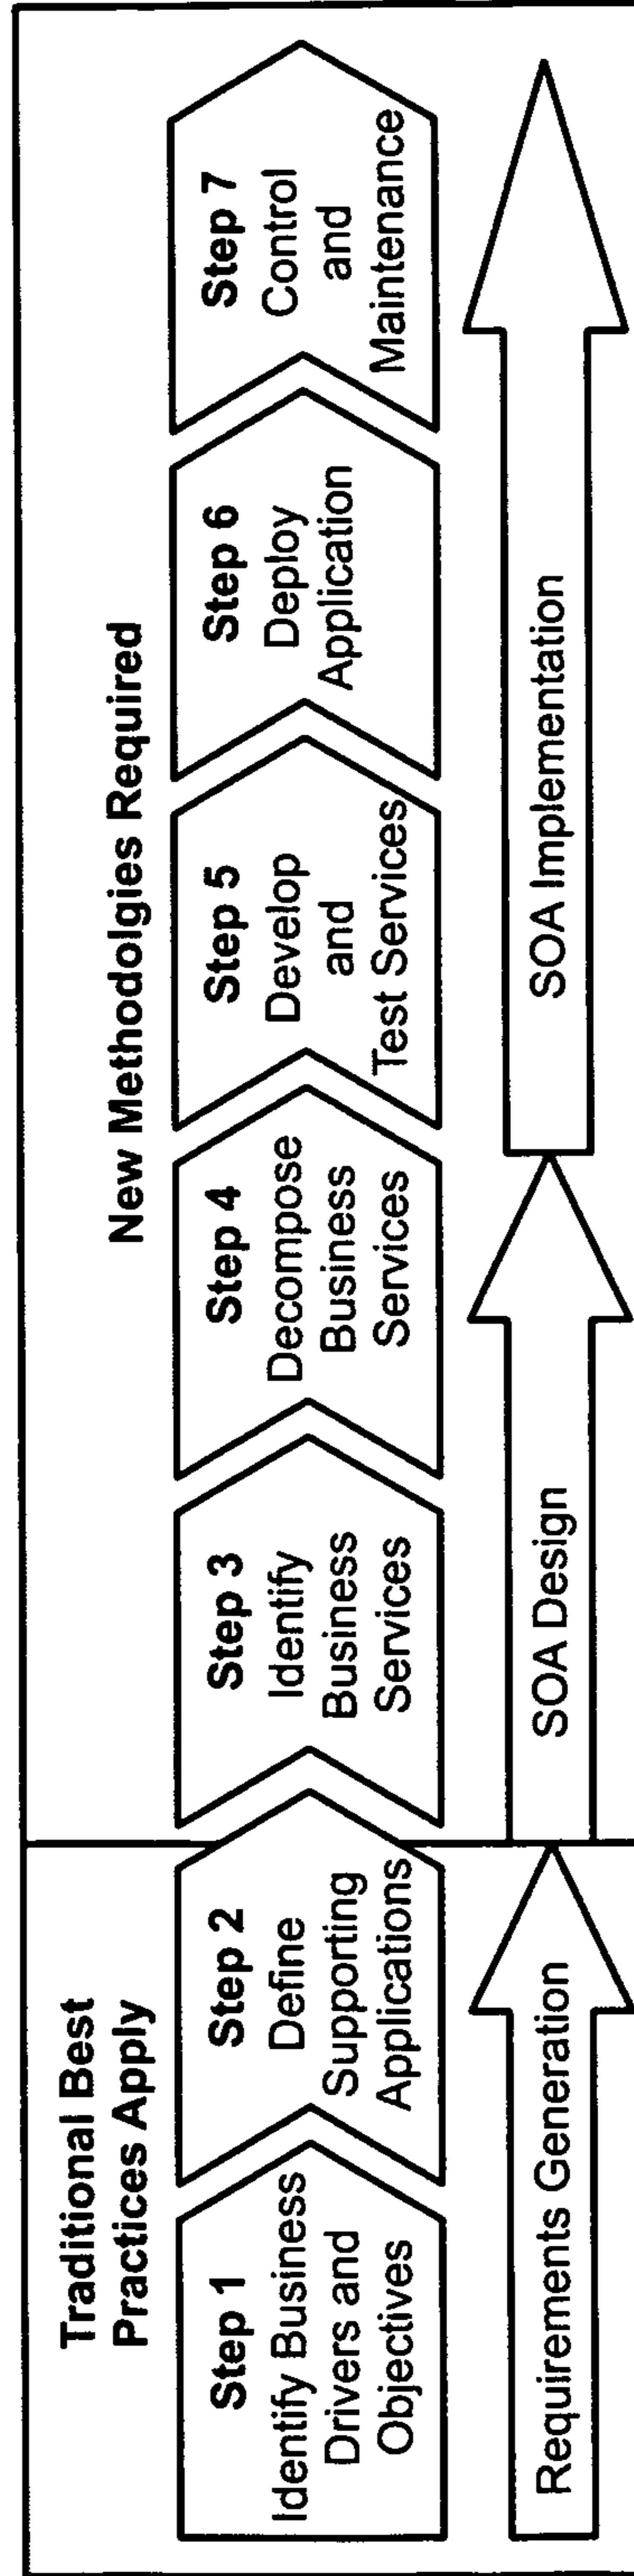 Traditional Best
Practices Apply
New Methodolgies Required
Step 1
Identify Business
Drivers and
Objectives
Step 2
Define
Supporting
Applications
Step 3
Identify
Business
Services
Step 4
Decompose
Business
Services
Step 5
Develop
and
Test Services
Step 6
Deploy
Application
Step 7
Control
and
Maintenance
Requirements Generation
SOA Design
SOA Implementation